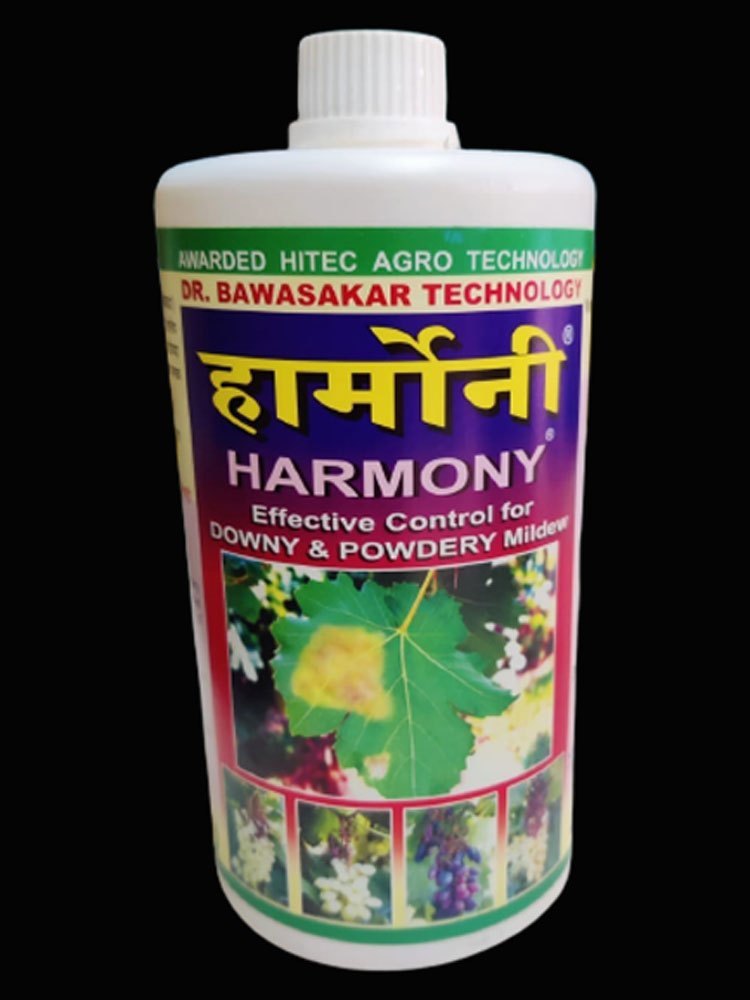 AWARDED HITEC AGRO TECHNOLOGY
DR. BAWASAKAR TECHNOLOGY
हार्मोनी®
HARMONY®
Effective Control for
DOWNY & POWDERY Mildew